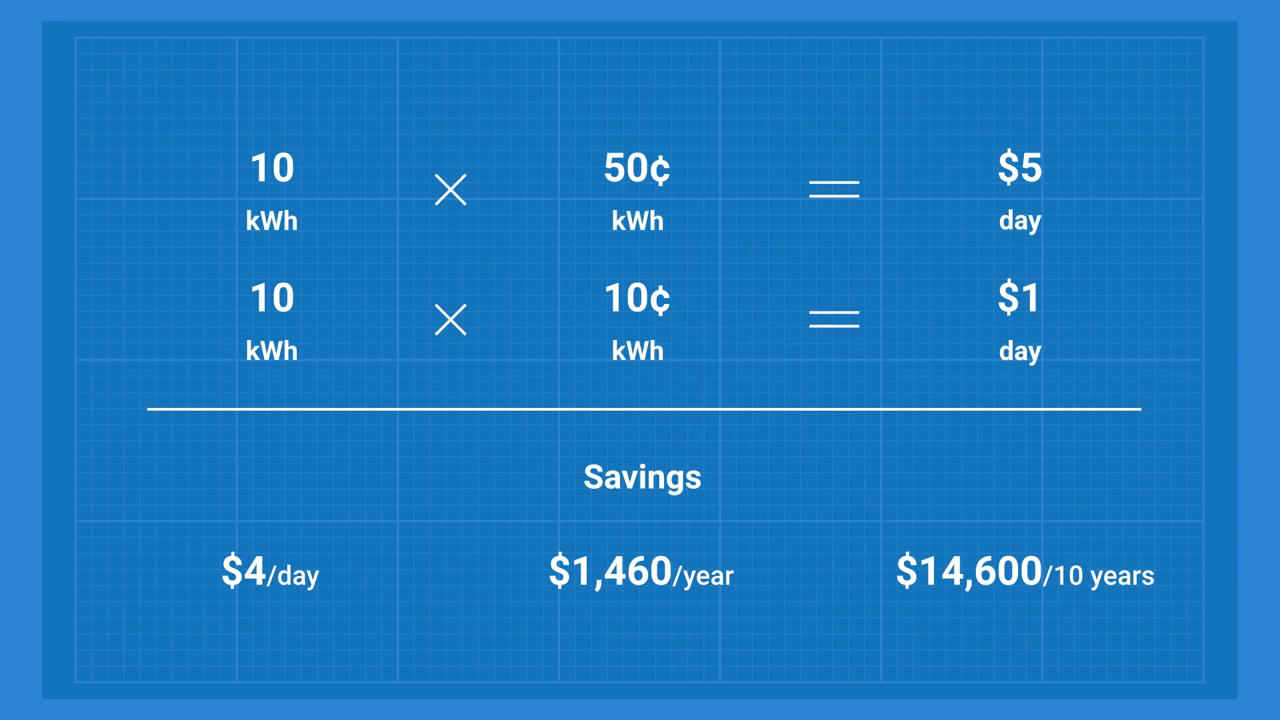 10 × 50¢ = $5
kWh kWh day
10 × 10¢ = $1
kWh kWh day
Savings
$4/day $1,460/year $14,600/10 years